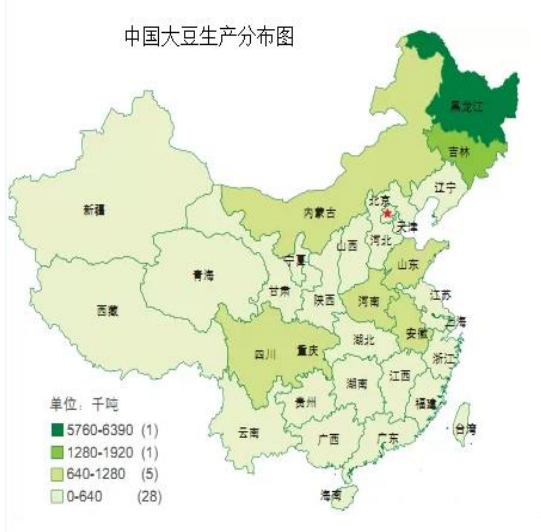 中国大豆生产分布图
黑龙江
吉林
辽宁
北京
内蒙古
天津
新疆
山西
河北
宁夏
山东
青海
甘肃
陕西
河南
江苏
西藏
安徽
上海
湖北
四川
重庆
浙江
湖南
江西
贵州
福建
云南
广西
广东
台湾
海南
单位：千吨
5760-6390 (1)
1280-1920 (1)
640-1280 (5)
0-640 (28)